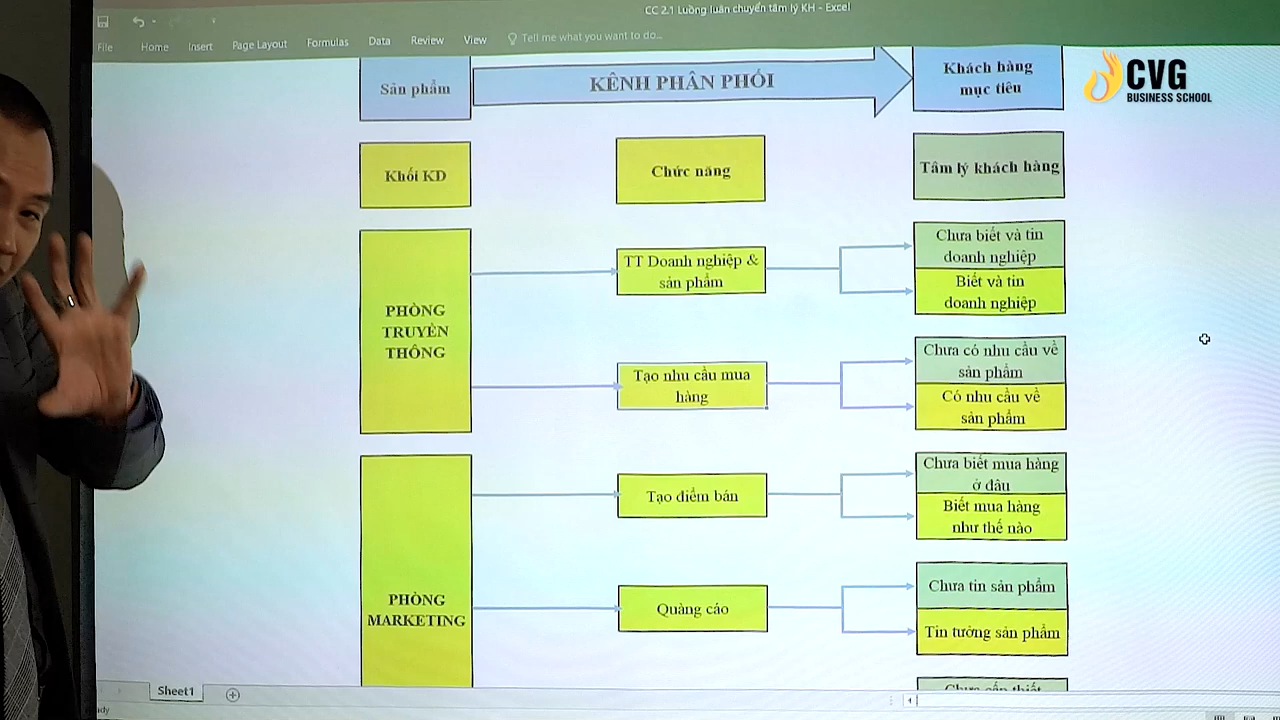 CC 2.1 Luồng luân chuyển tâm lý KH - Excel
File Home Insert Page Layout Formulas Data Review View Tell me what you want to do...
Sản phẩm
KÊNH PHÂN PHỐI
Khách hàng
mục tiêu
CVG
BUSINESS SCHOOL
Khối KD
Chức năng
Tâm lý khách hàng
PHÒNG
TRUYỀN
THÔNG
TT Doanh nghiệp &
sản phẩm
Chưa biết và tin
doanh nghiệp
Biết và tin
doanh nghiệp
Tạo nhu cầu mua
hàng
Chưa có nhu cầu về
sản phẩm
Có nhu cầu về
sản phẩm
PHÒNG
MARKETING
Tạo điểm bán
Chưa biết mua hàng
ở đâu
Biết mua hàng
như thế nào
Quảng cáo
Chưa tin sản phẩm
Tin tưởng sản phẩm
Chưa cần thiết
Sheet1